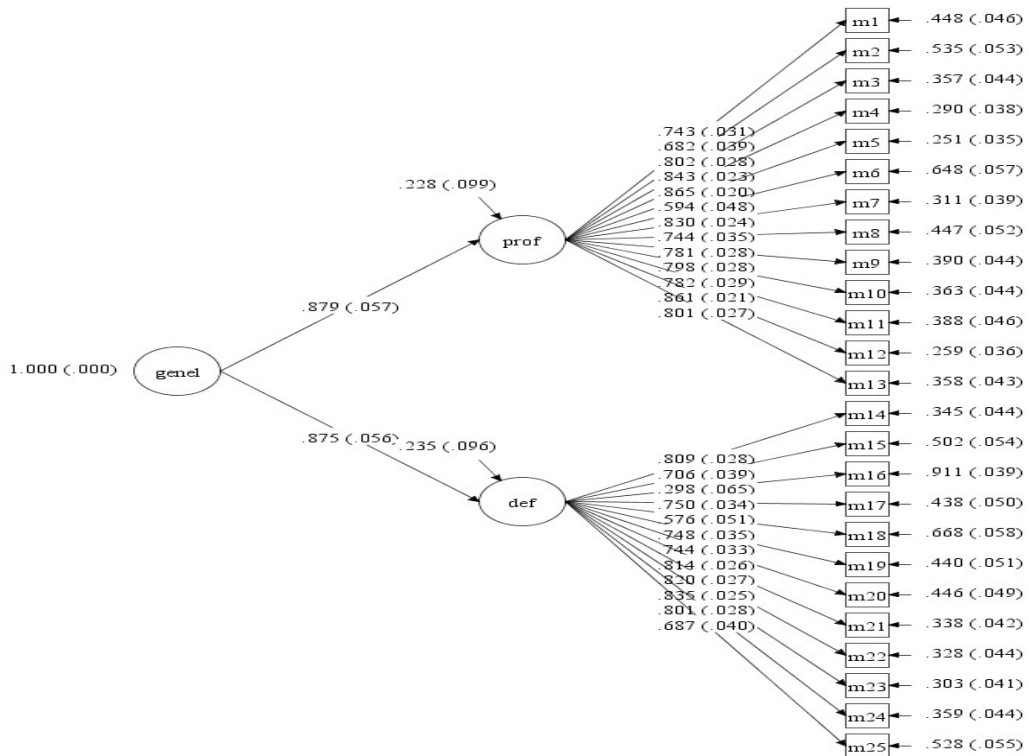 m1 .448 (.046)
m2 .535 (.053)
m3 .357 (.044)
m4 .290 (.038)
m5 .251 (.035)
m6 .648 (.057)
m7 .311 (.039)
m8 .447 (.052)
m9 .390 (.044)
m10 .363 (.044)
m11 .388 (.046)
m12 .259 (.036)
m13 .358 (.043)
m14 .345 (.044)
m15 .502 (.054)
m16 .911 (.039)
m17 .438 (.050)
m18 .668 (.058)
m19 .440 (.051)
m20 .446 (.049)
m21 .338 (.042)
m22 .328 (.044)
m23 .303 (.041)
m24 .359 (.044)
m25 .528 (.055)
.743 (.031)
.682 (.039)
.802 (.028)
.843 (.023)
.865 (.020)
.594 (.048)
.830 (.024)
.744 (.035)
.781 (.028)
.798 (.028)
.782 (.029)
.861 (.021)
.801 (.027)
.228 (.099)
prof
.879 (.057)
1.000 (.000) genel
.875 (.056)
.235 (.096)
def
.809 (.028)
.706 (.039)
.298 (.065)
.750 (.034)
.576 (.051)
.748 (.035)
.744 (.033)
.814 (.026)
.820 (.027)
.835 (.025)
.801 (.028)
.687 (.040)